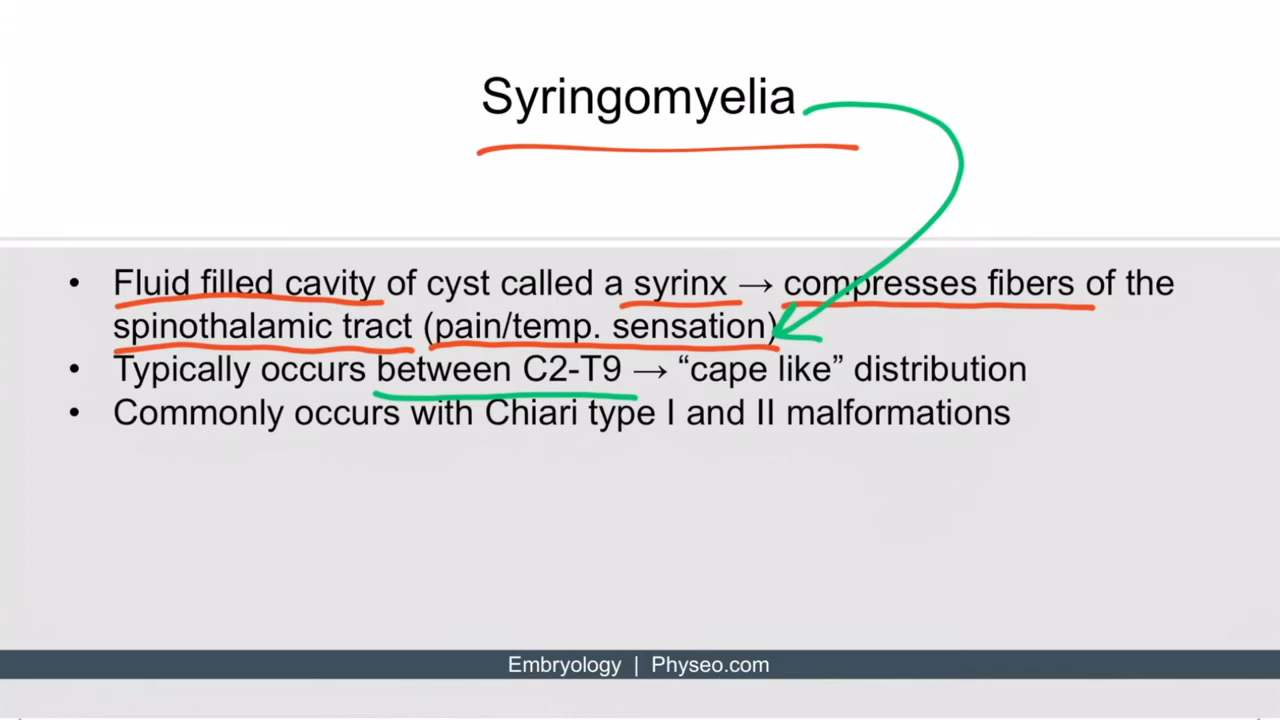 Syringomyelia
• Fluid filled cavity of cyst called a syrinx → compresses fibers of the
spinothalamic tract (pain/temp. sensation)
• Typically occurs between C2-T9 → “cape like” distribution
• Commonly occurs with Chiari type I and II malformations
Embryology | Physeo.com